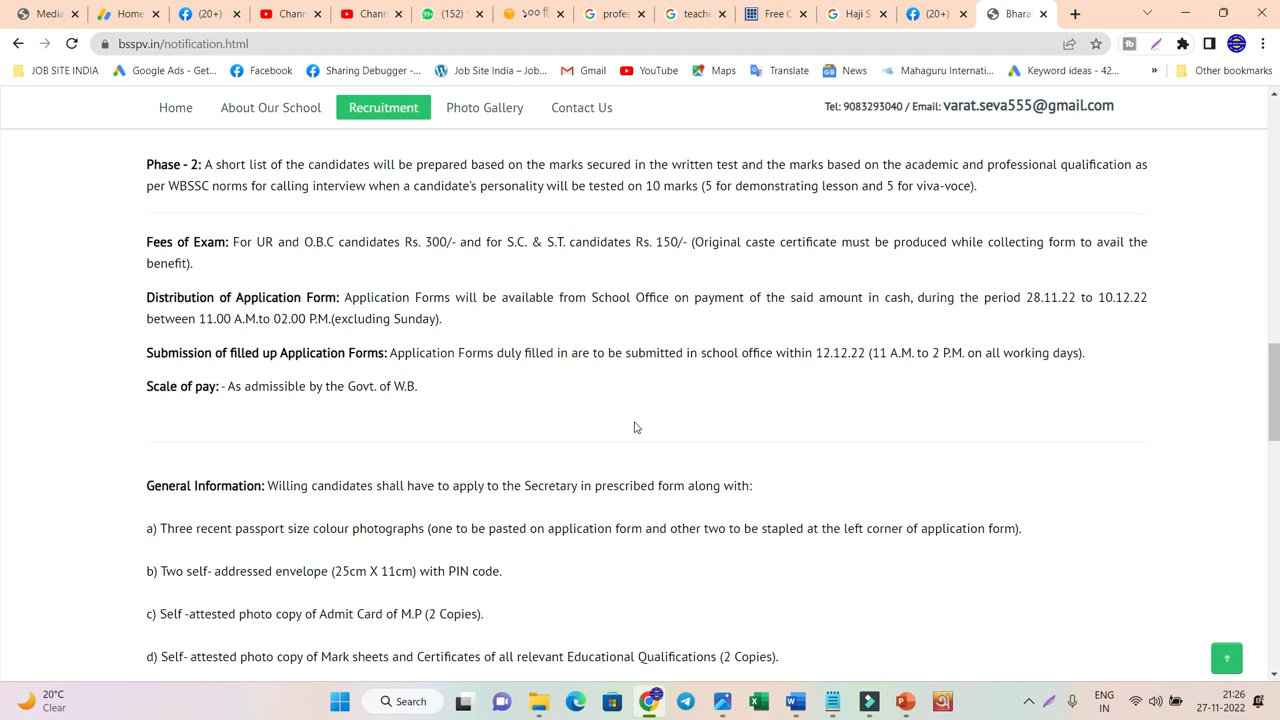 Media
Home
(20+)
Chann
Chann
(152)
profes
teache
Free C
Haji S
(20+)
Bhara
bsspv.in/notification.html
JOB SITE INDIA
Google Ads - Get...
Facebook
Sharing Debugger -...
Job Site India – Job...
Gmail
YouTube
Maps
Translate
News
Mahaguru Internati...
Keyword ideas - 42...
»
Other bookmarks
Home
About Our School
Recruitment
Photo Gallery
Contact Us
Tel: 9083293040 / Email: varat.seva555@gmail.com
Phase - 2: A short list of the candidates will be prepared based on the marks secured in the written test and the marks based on the academic and professional qualification as
per WBSSC norms for calling interview when a candidate's personality will be tested on 10 marks (5 for demonstrating lesson and 5 for viva-voce).
Fees of Exam: For UR and O.B.C candidates Rs. 300/- and for S.C. & S.T. candidates Rs. 150/- (Original caste certificate must be produced while collecting form to avail the
benefit).
Distribution of Application Form: Application Forms will be available from School Office on payment of the said amount in cash, during the period 28.11.22 to 10.12.22
between 11.00 A.M.to 02.00 P.M.(excluding Sunday).
Submission of filled up Application Forms: Application Forms duly filled in are to be submitted in school office within 12.12.22 (11 A.M. to 2 P.M. on all working days).
Scale of pay: - As admissible by the Govt. of W.B.
General Information: Willing candidates shall have to apply to the Secretary in prescribed form along with:
a) Three recent passport size colour photographs (one to be pasted on application form and other two to be stapled at the left corner of application form).
b) Two self- addressed envelope (25cm X 11cm) with PIN code.
c) Self -attested photo copy of Admit Card of M.P (2 Copies).
d) Self- attested photo copy of Mark sheets and Certificates of all relevant Educational Qualifications (2 Copies).
20°C
Clear
Search
ENG
IN
21:26
27-11-2022